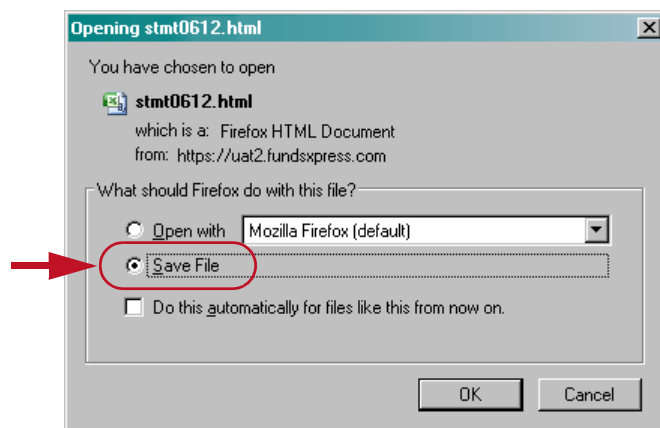 Opening stmt0612.html
You have chosen to open
stmt0612.html
which is a: Firefox HTML Document
from: https://uat2.fundsxpress.com
What should Firefox do with this file?
Open with Mozilla Firefox (default)
Save File
Do this automatically for files like this from now on.
OK Cancel